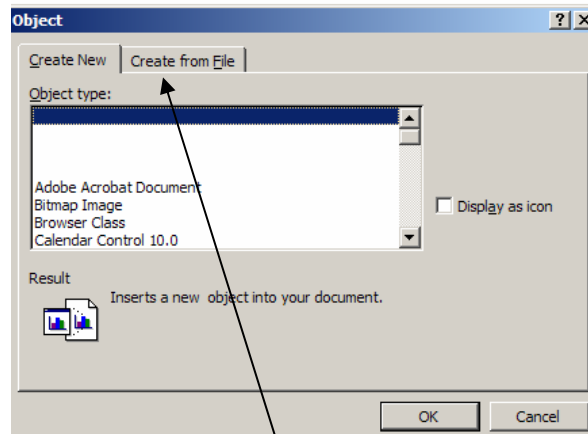 Object
Create New Create from File
Object type:
Adobe Acrobat Document
Bitmap Image
Browser Class
Calendar Control 10.0
Display as icon
Result
Inserts a new object into your document.
OK Cancel